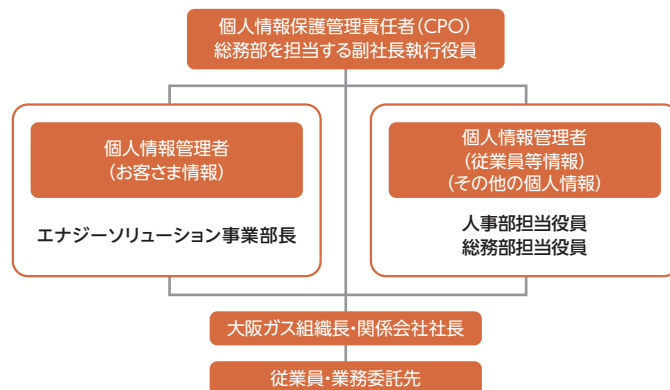 個人情報保護管理責任者（CPO）
総務部を担当する副社長執行役員
個人情報管理者
（お客さま情報）
エナジーソリューション事業部長
個人情報管理者
（従業員等情報）
（その他の個人情報）
人事部担当役員
総務部担当役員
大阪ガス組織長・関係会社社長
従業員・業務委託先